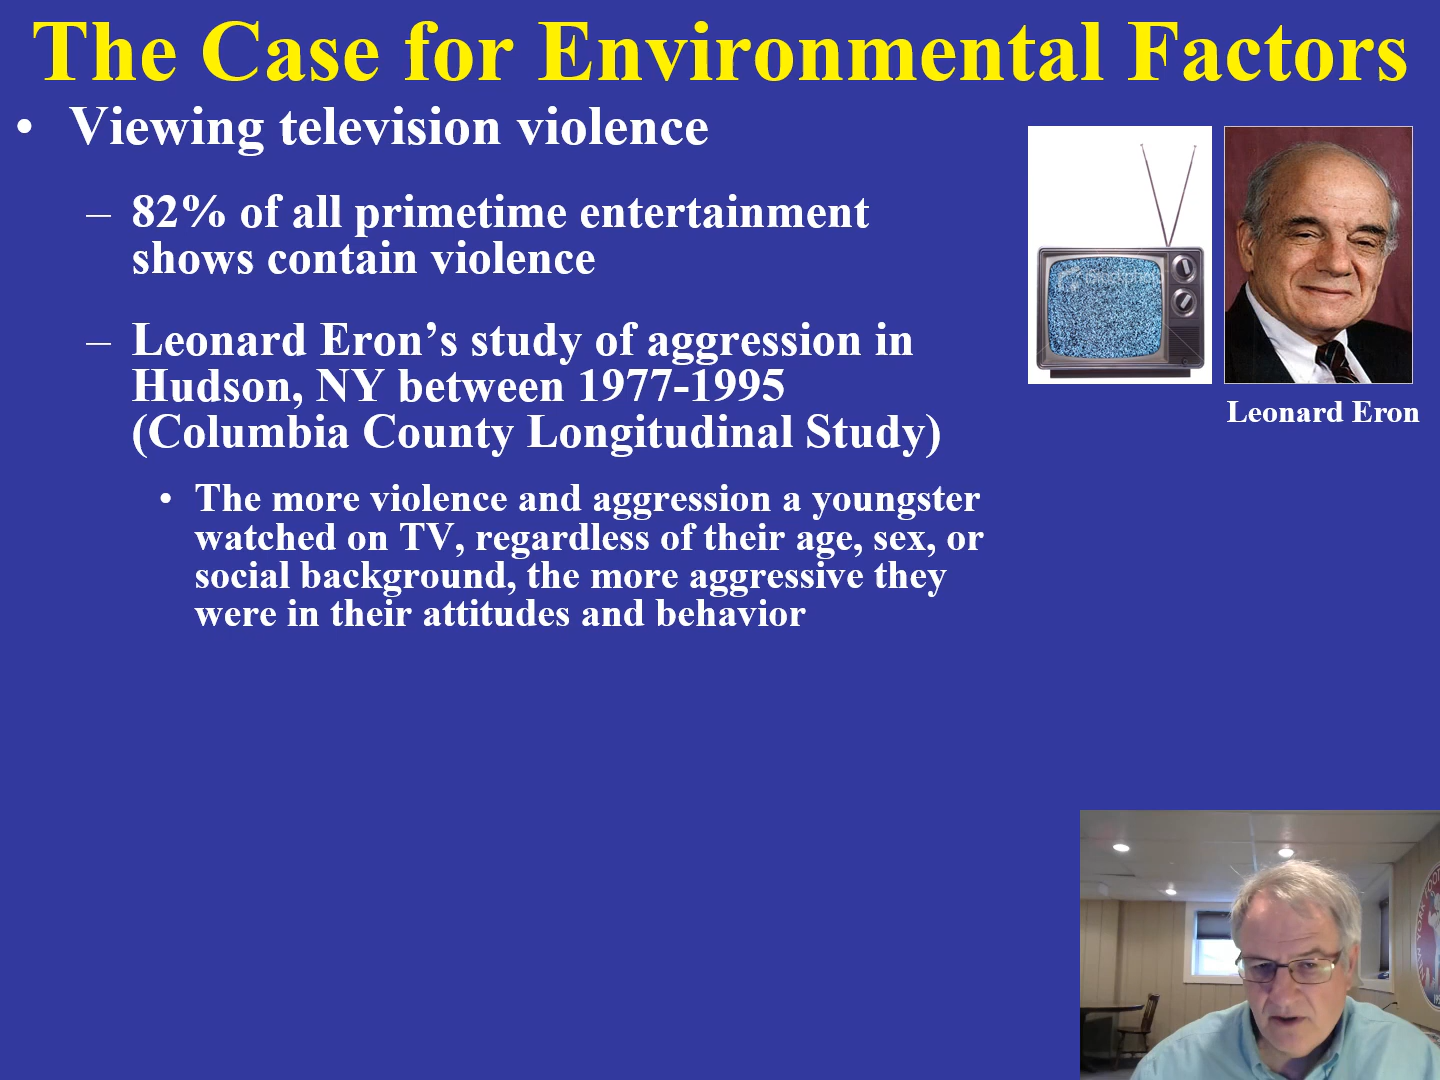 The Case for Environmental Factors
• Viewing television violence
– 82% of all primetime entertainment
shows contain violence
– Leonard Eron’s study of aggression in
Hudson, NY between 1977-1995
(Columbia County Longitudinal Study)
• The more violence and aggression a youngster
watched on TV, regardless of their age, sex, or
social background, the more aggressive they
were in their attitudes and behavior
Leonard Eron